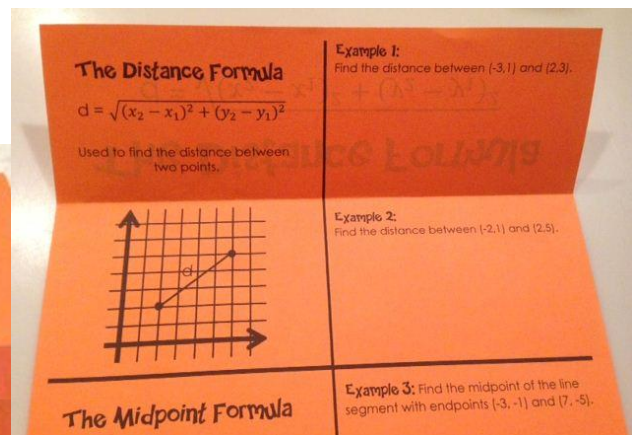 The Distance Formula
d = √(x₂ − x₁)² + (y₂ − y₁)²
Used to find the distance between
two points.
Example 1:
Find the distance between (-3,1) and (2,3).
d
Example 2:
Find the distance between (-2,1) and (2,5).
The Midpoint Formula
Example 3: Find the midpoint of the line
segment with endpoints (-3, -1) and (7, -5).